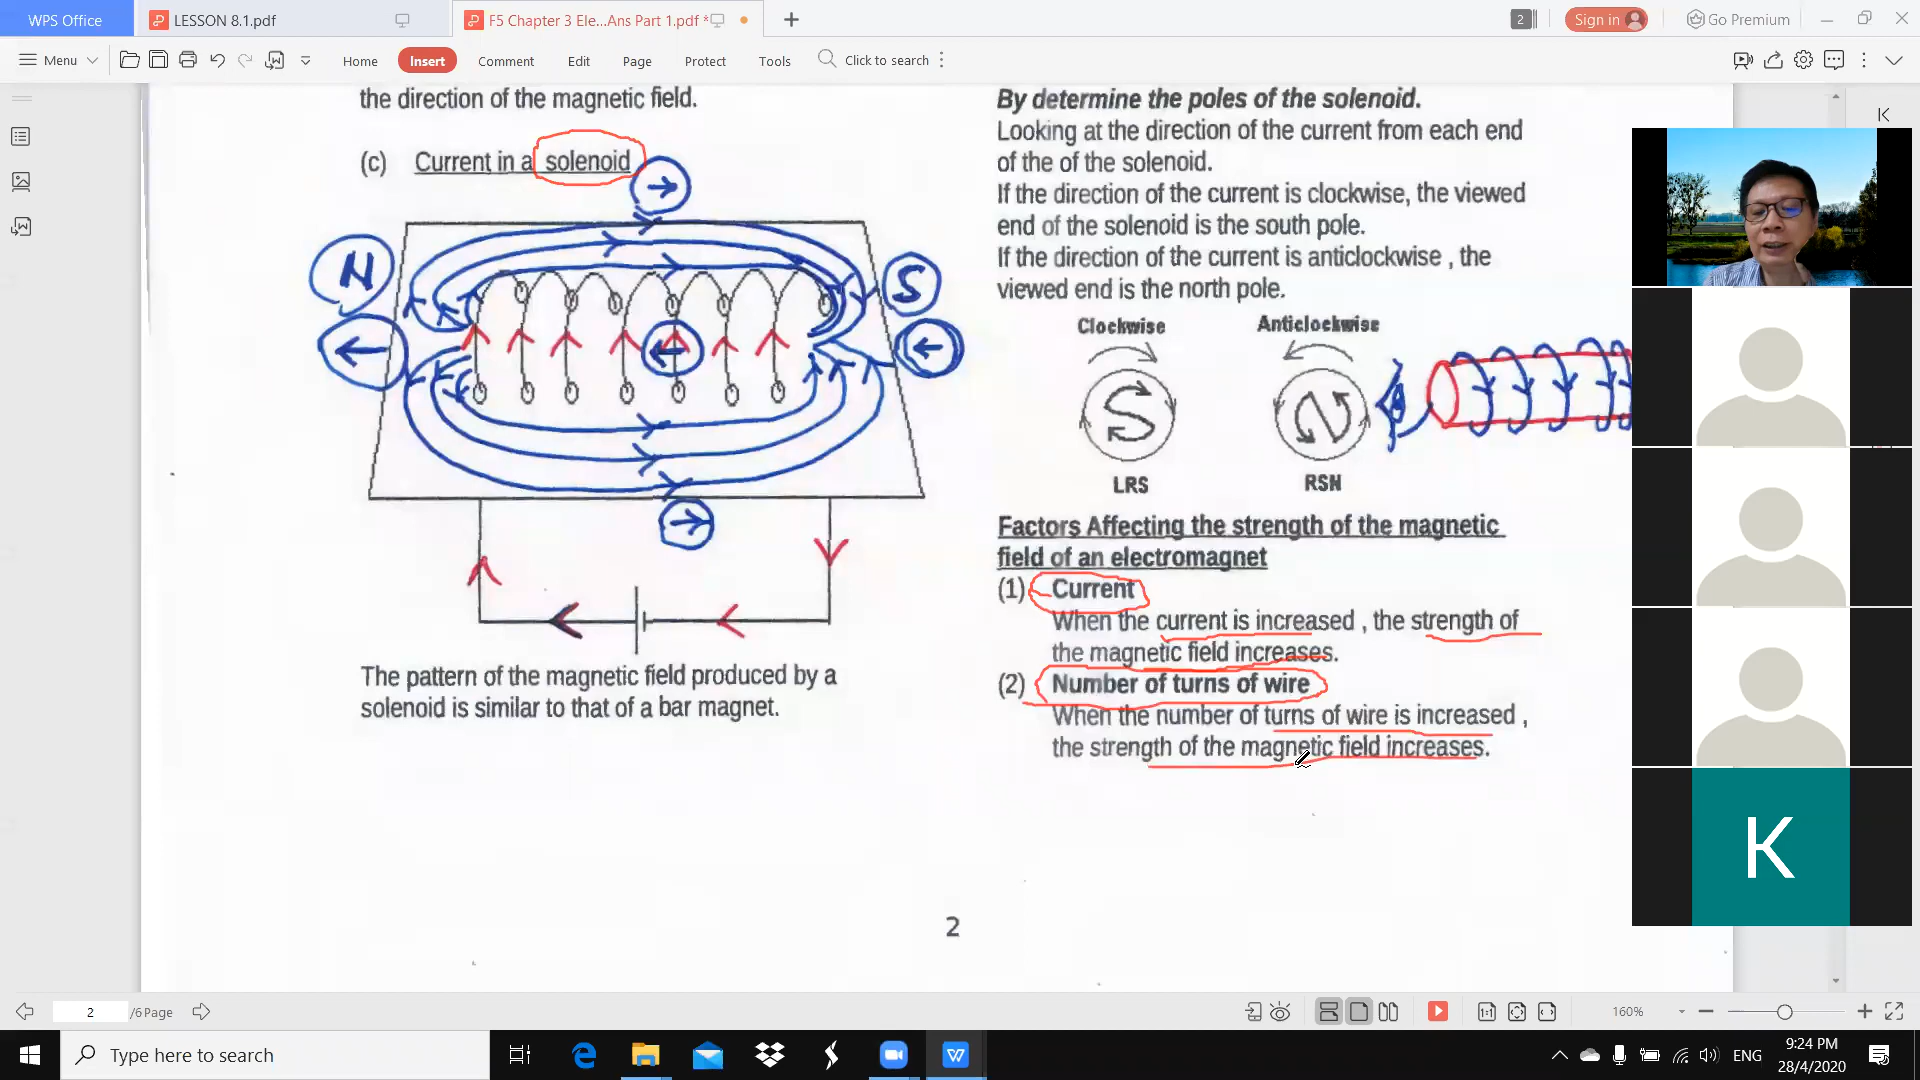 WPS Office
LESSON 8.1.pdf
F5 Chapter 3 Ele...Ans Part 1.pdf *
2
Sign in
Go Premium
Menu
Home
Insert
Comment
Edit
Page
Protect
Tools
Click to search
the direction of the magnetic field.
(c) Current in a solenoid
N
S
The pattern of the magnetic field produced by a
solenoid is similar to that of a bar magnet.
By determine the poles of the solenoid.
Looking at the direction of the current from each end
of the of the solenoid.
If the direction of the current is clockwise, the viewed
end of the solenoid is the south pole.
If the direction of the current is anticlockwise , the
viewed end is the north pole.
Clockwise
Anticlockwise
S
N
LRS
RSN
Factors Affecting the strength of the magnetic
field of an electromagnet
(1) Current
When the current is increased , the strength of
the magnetic field increases.
(2) Number of turns of wire
When the number of turns of wire is increased ,
the strength of the magnetic field increases.
2
K
2 /6Page
160%
Type here to search
ENG
9:24 PM
28/4/2020